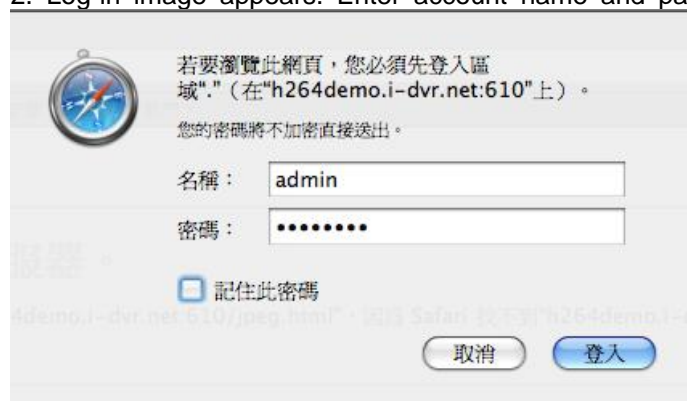 2. Log-in image appears. Enter account name and pa
若要瀏覽此網頁，您必須先登入區
域"."（在"h264demo.i-dvr.net:610"上）。
您的密碼將不加密直接送出。
名稱： admin
密碼： ••••••••
記住此密碼
4demo.i-dvr.net:610/jpeg.html"，因為 Safari 找不到"h264demo.i-
取消 登入